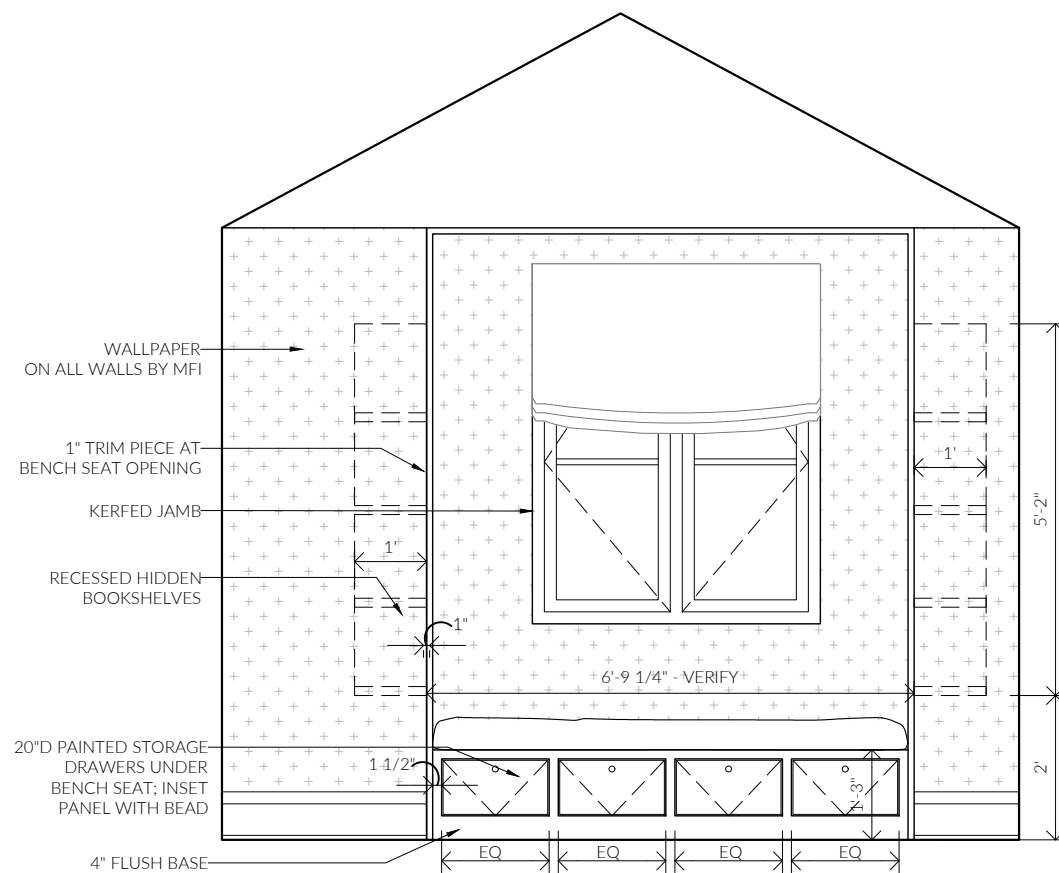 WALLPAPER
ON ALL WALLS BY MFI
1" TRIM PIECE AT
BENCH SEAT OPENING
1'
KERFED JAMB
5'-2"
1'
RECESSED HIDDEN
BOOKSHELVES
1"
6'-9 1/4" - VERIFY
20"D PAINTED STORAGE
DRAWERS UNDER
BENCH SEAT; INSET
PANEL WITH BEAD
1 1/2"
1'-3"
2'
4" FLUSH BASE
EQ
EQ
EQ
EQ